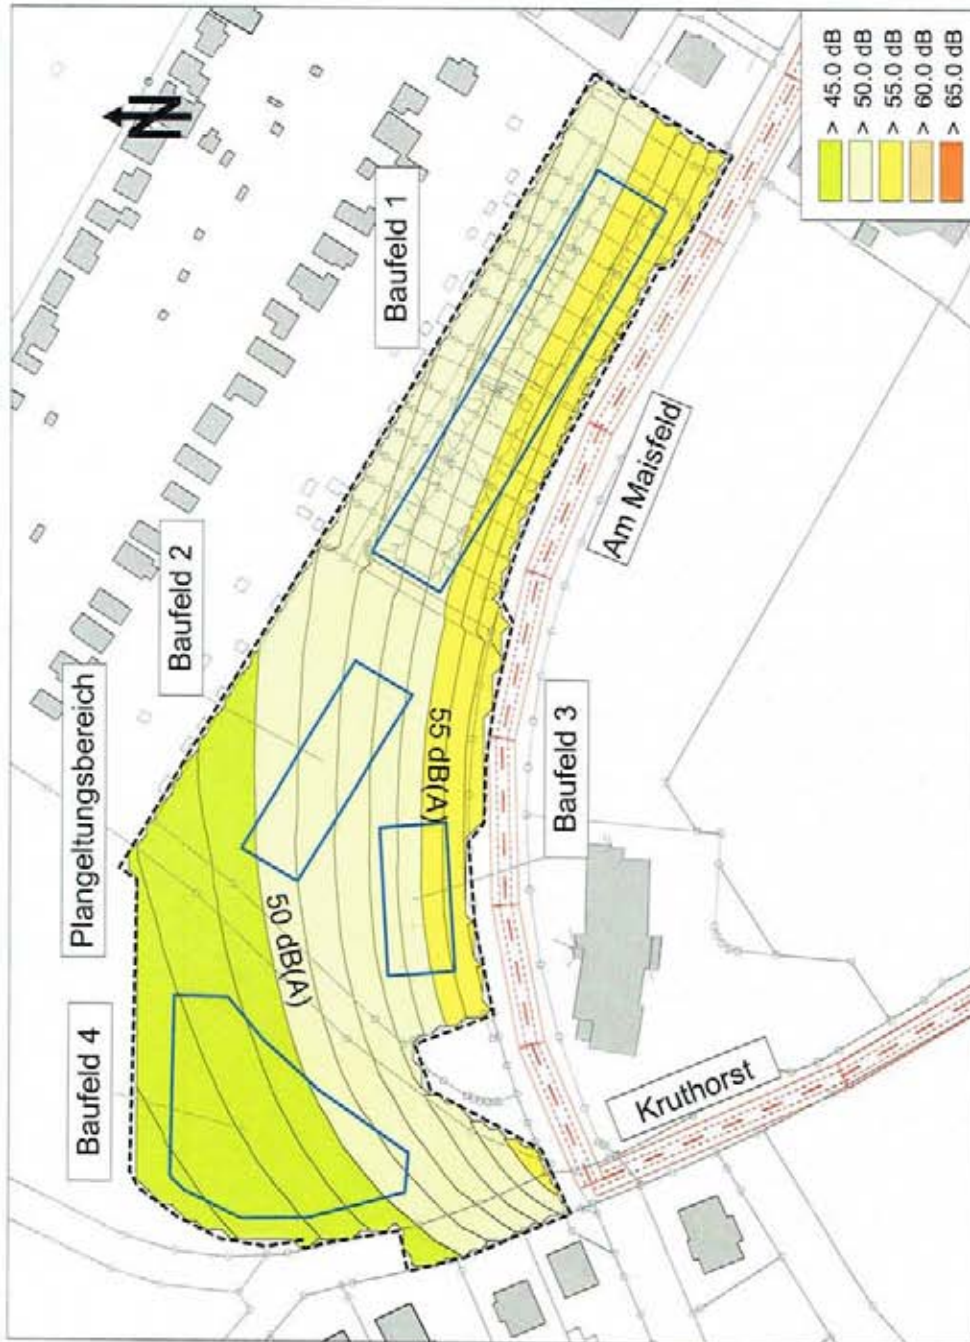 Baufeld 4
Plangeltungsbereich
Baufeld 2
Baufeld 1
N
50 dB(A)
55 dB(A)
Baufeld 3
Am Maisfeld
Kruthorst
> 45.0 dB
> 50.0 dB
> 55.0 dB
> 60.0 dB
> 65.0 dB